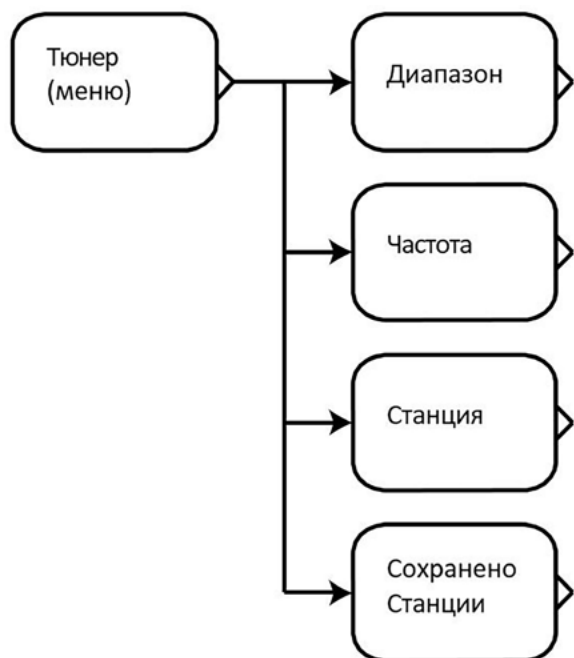 Тюнер
(меню)
Диапазон
Частота
Станция
Сохранено
Станции